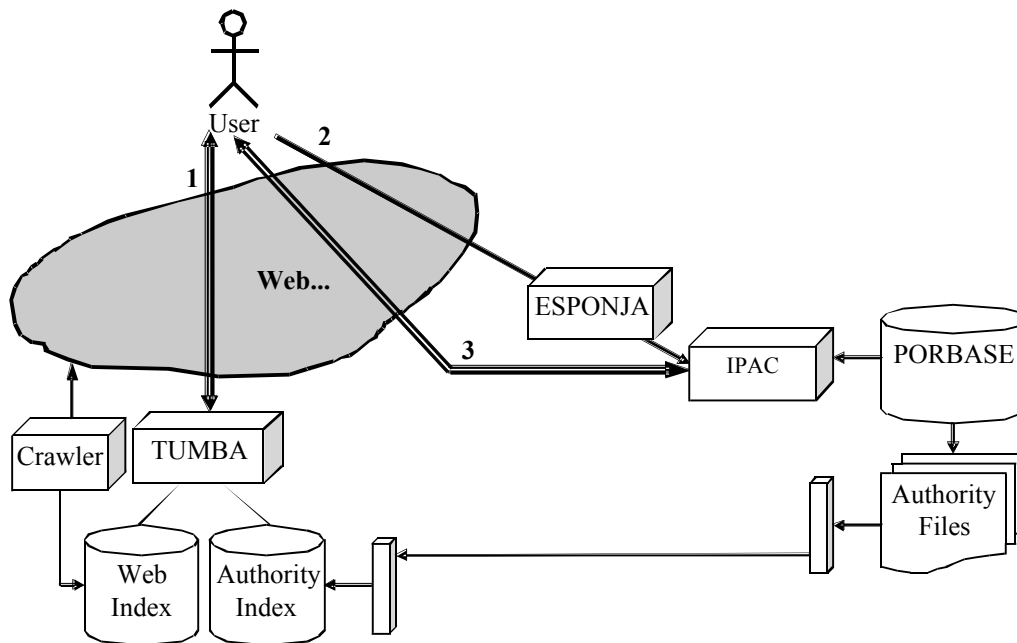 User
2
1
Web...
ESPONJA
3
IPAC
PORBASE
Crawler
TUMBA
Authority
Files
Web
Index
Authority
Index